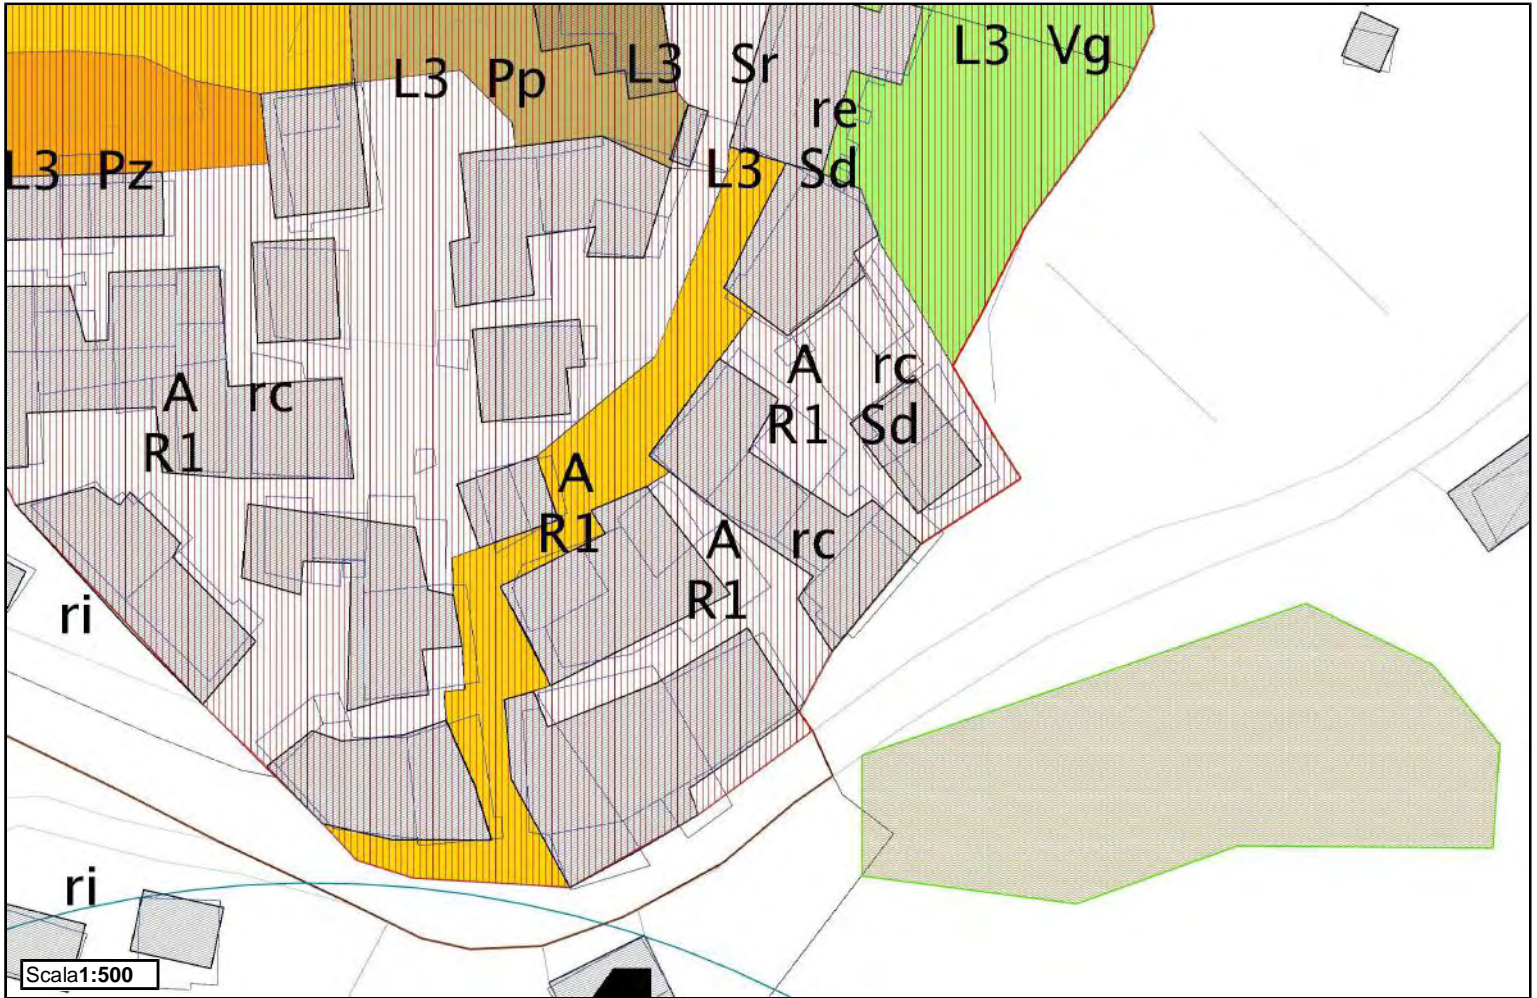 L3 Vg
L3 Pp
L3 Sr
re
L3 Pz
L3 Sd
A rc
R1 Sd
A rc
R1
A
R1
A rc
R1
ri
ri
Scala1:500